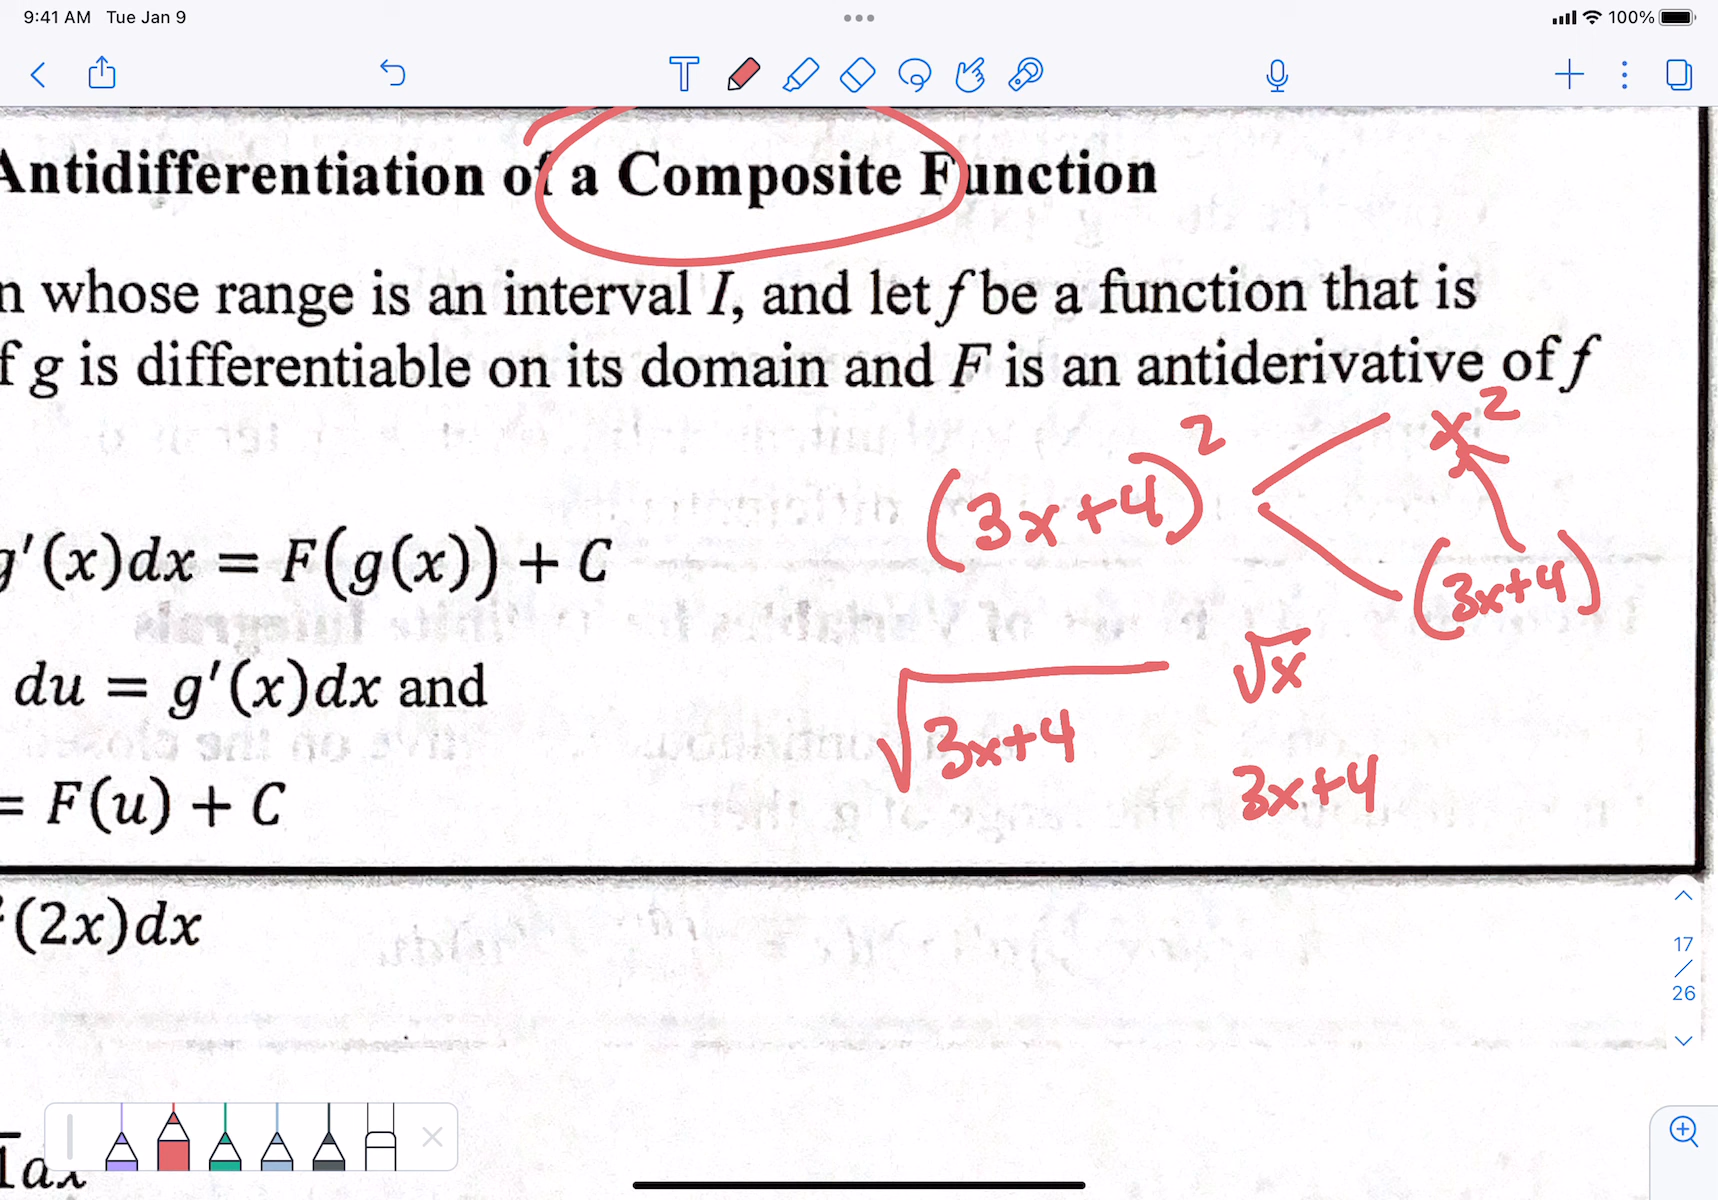 9:41 AM Tue Jan 9
100%
Antidifferentiation of a Composite Function
n whose range is an interval I, and let f be a function that is
f g is differentiable on its domain and F is an antiderivative of f
(3x+4)²
x²
(3x+4)
g′(x)dx = F(g(x)) + C
√x
du = g′(x)dx and
√3x+4
3x+4
= F(u) + C
(2x)dx
17
/
26